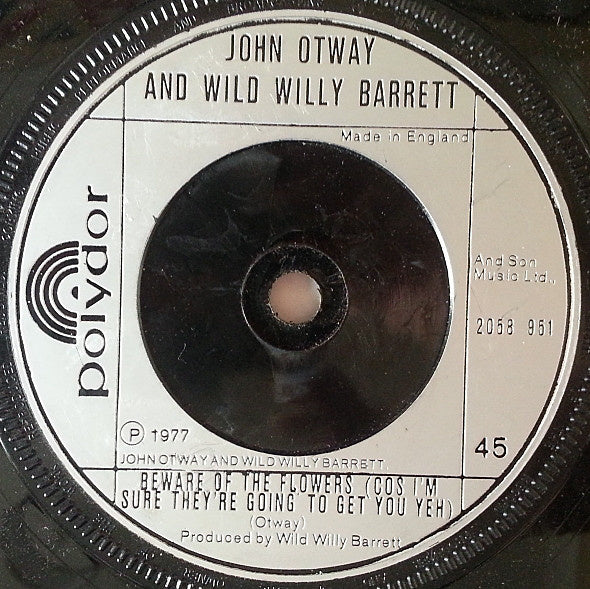 JOHN OTWAY
AND WILD WILLY BARRETT
Made in England
polydor
And Son
Music Ltd.,
2058 951
℗ 1977
45
JOHN OTWAY AND WILD WILLY BARRETT.
BEWARE OF THE FLOWERS (COS I'M
SURE THEY'RE GOING TO GET YOU YEH)
(Otway)
Produced by Wild Willy Barrett